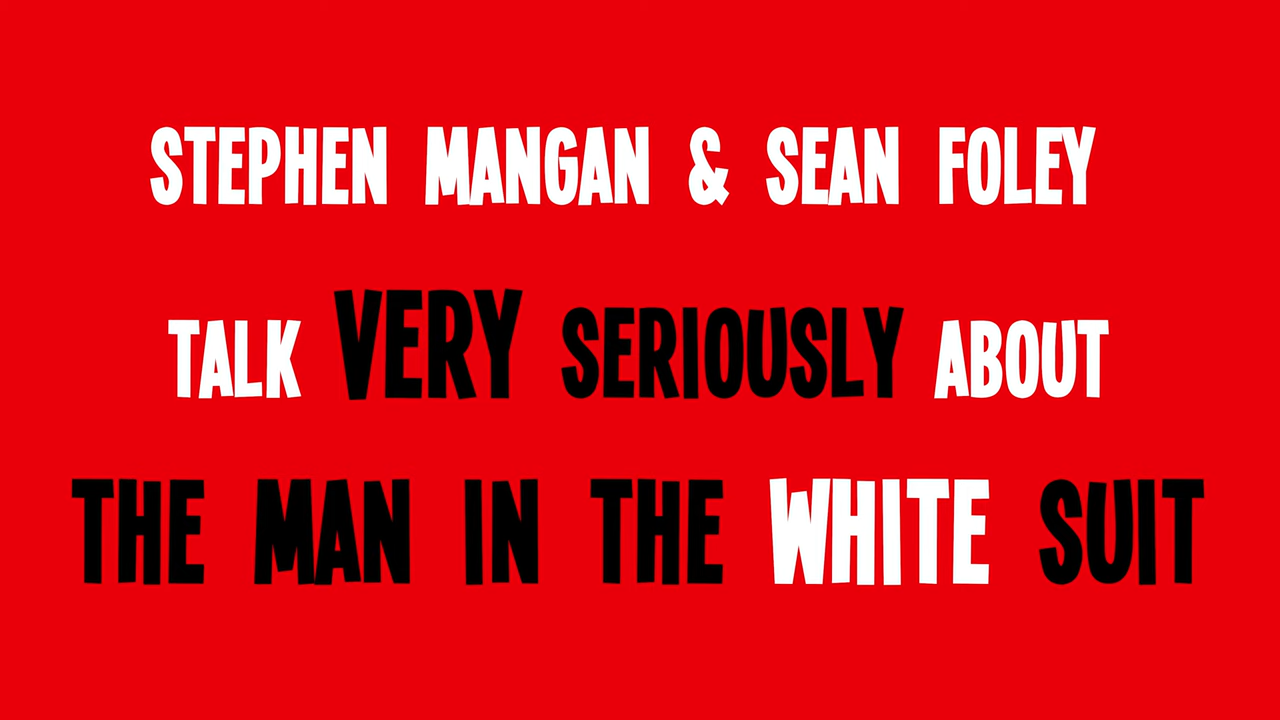 STEPHEN MANGAN & SEAN FOLEY
TALK VERY SERIOUSLY ABOUT
THE MAN IN THE WHITE SUIT